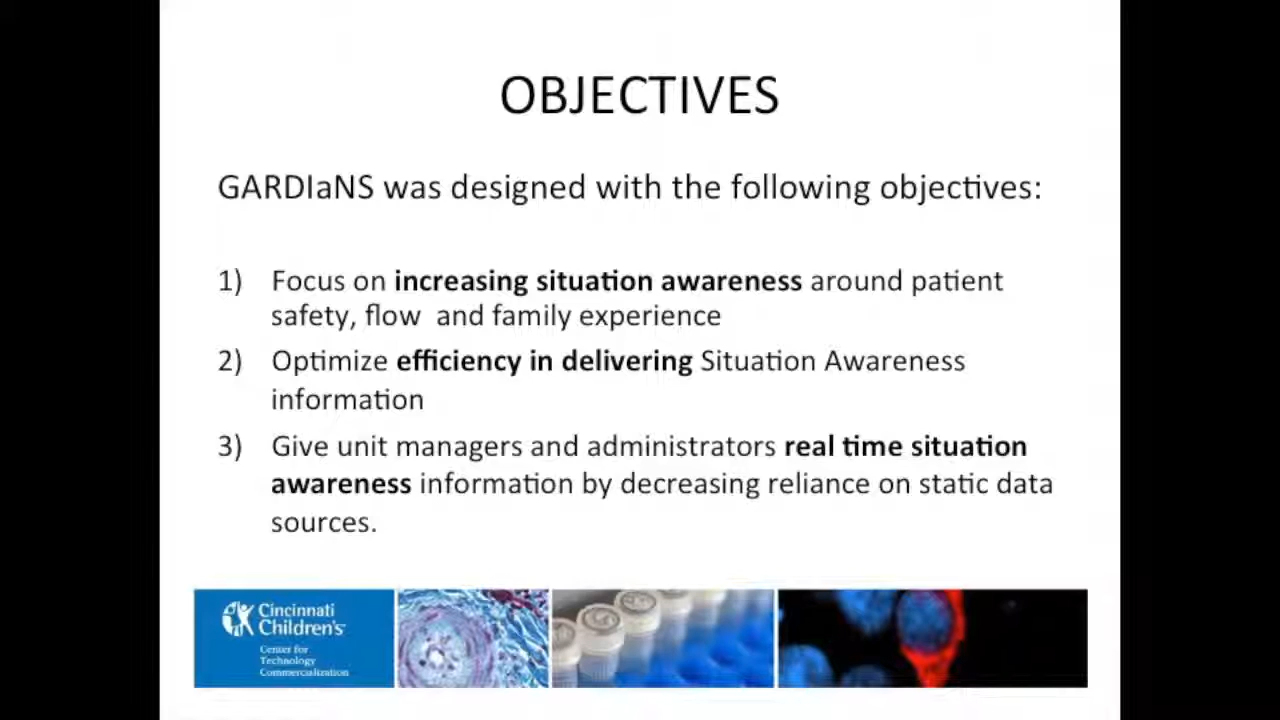 OBJECTIVES
GARDIaNS was designed with the following objectives:
1) Focus on increasing situation awareness around patient
safety, flow and family experience
2) Optimize efficiency in delivering Situation Awareness
information
3) Give unit managers and administrators real time situation
awareness information by decreasing reliance on static data
sources.
Cincinnati
Children's
Center for
Technology
Commercialization